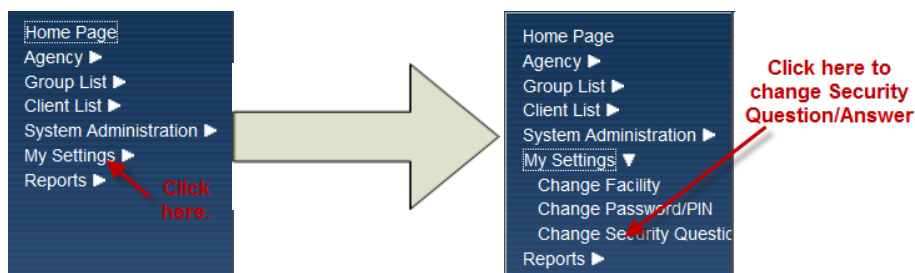 Home Page
Agency
Group List
Client List
System Administration
My Settings
Reports
Click
here.
Home Page
Agency
Group List
Client List
System Administration
My Settings
Change Facility
Change Password/PIN
Change Security Questio
Reports
Click here to
change Security
Question/Answer